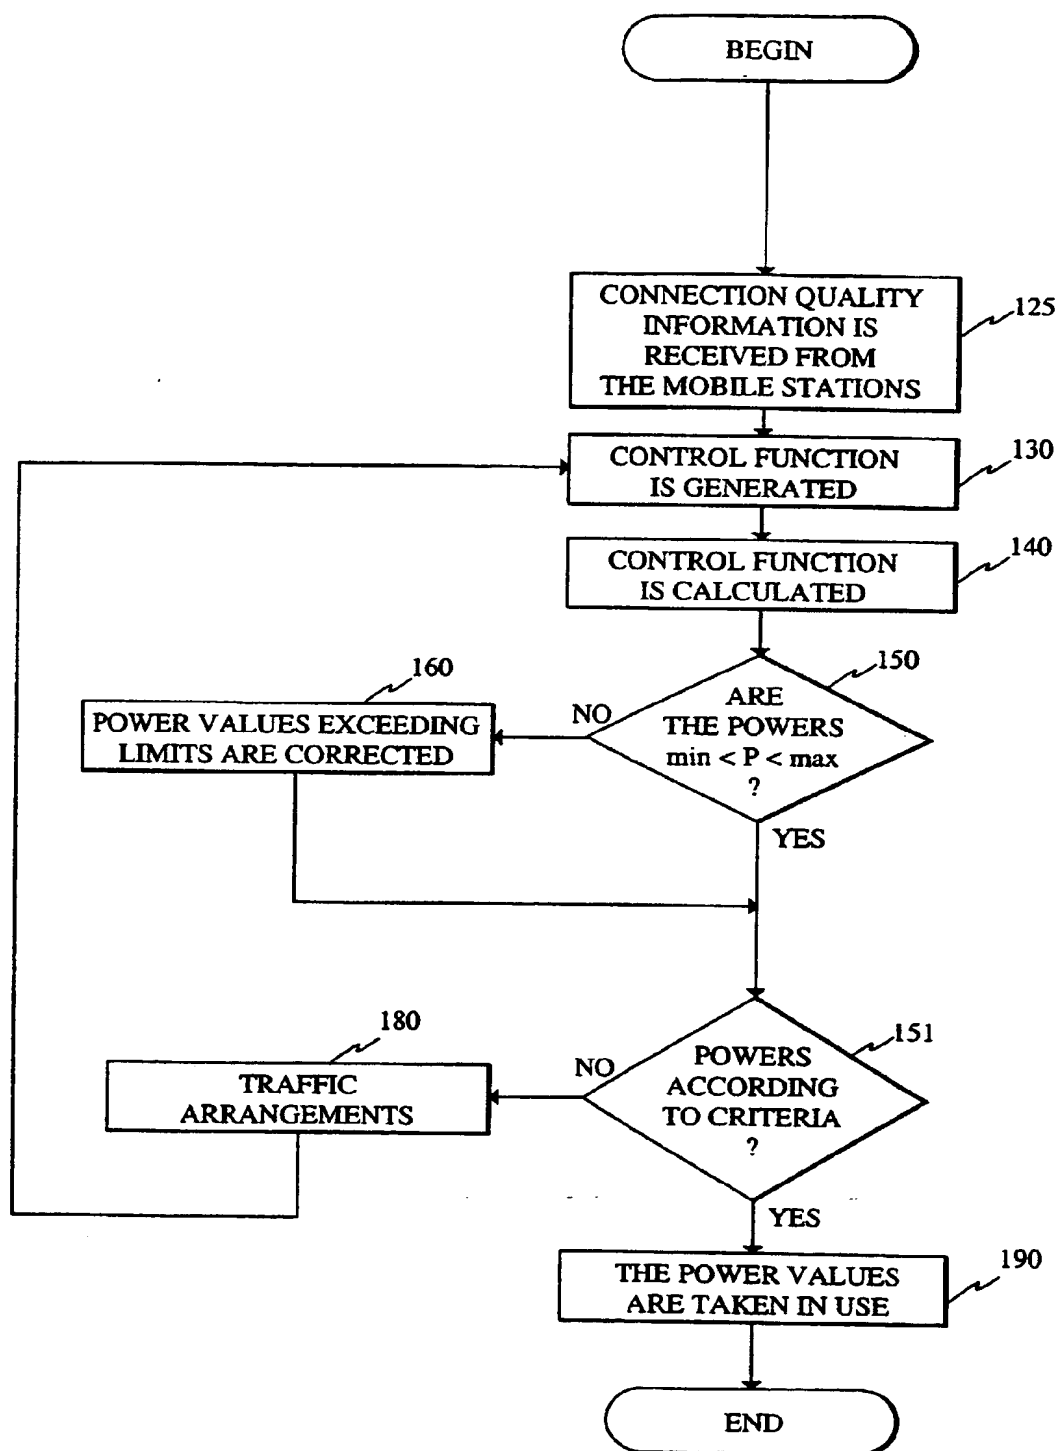 BEGIN
CONNECTION QUALITY
INFORMATION IS
RECEIVED FROM
THE MOBILE STATIONS
125
CONTROL FUNCTION
IS GENERATED
130
CONTROL FUNCTION
IS CALCULATED
140
ARE
THE POWERS
min < P < max
?
150
NO
YES
160
POWER VALUES EXCEEDING
LIMITS ARE CORRECTED
POWERS
ACCORDING
TO CRITERIA
?
151
NO
YES
180
TRAFFIC
ARRANGEMENTS
THE POWER VALUES
ARE TAKEN IN USE
190
END